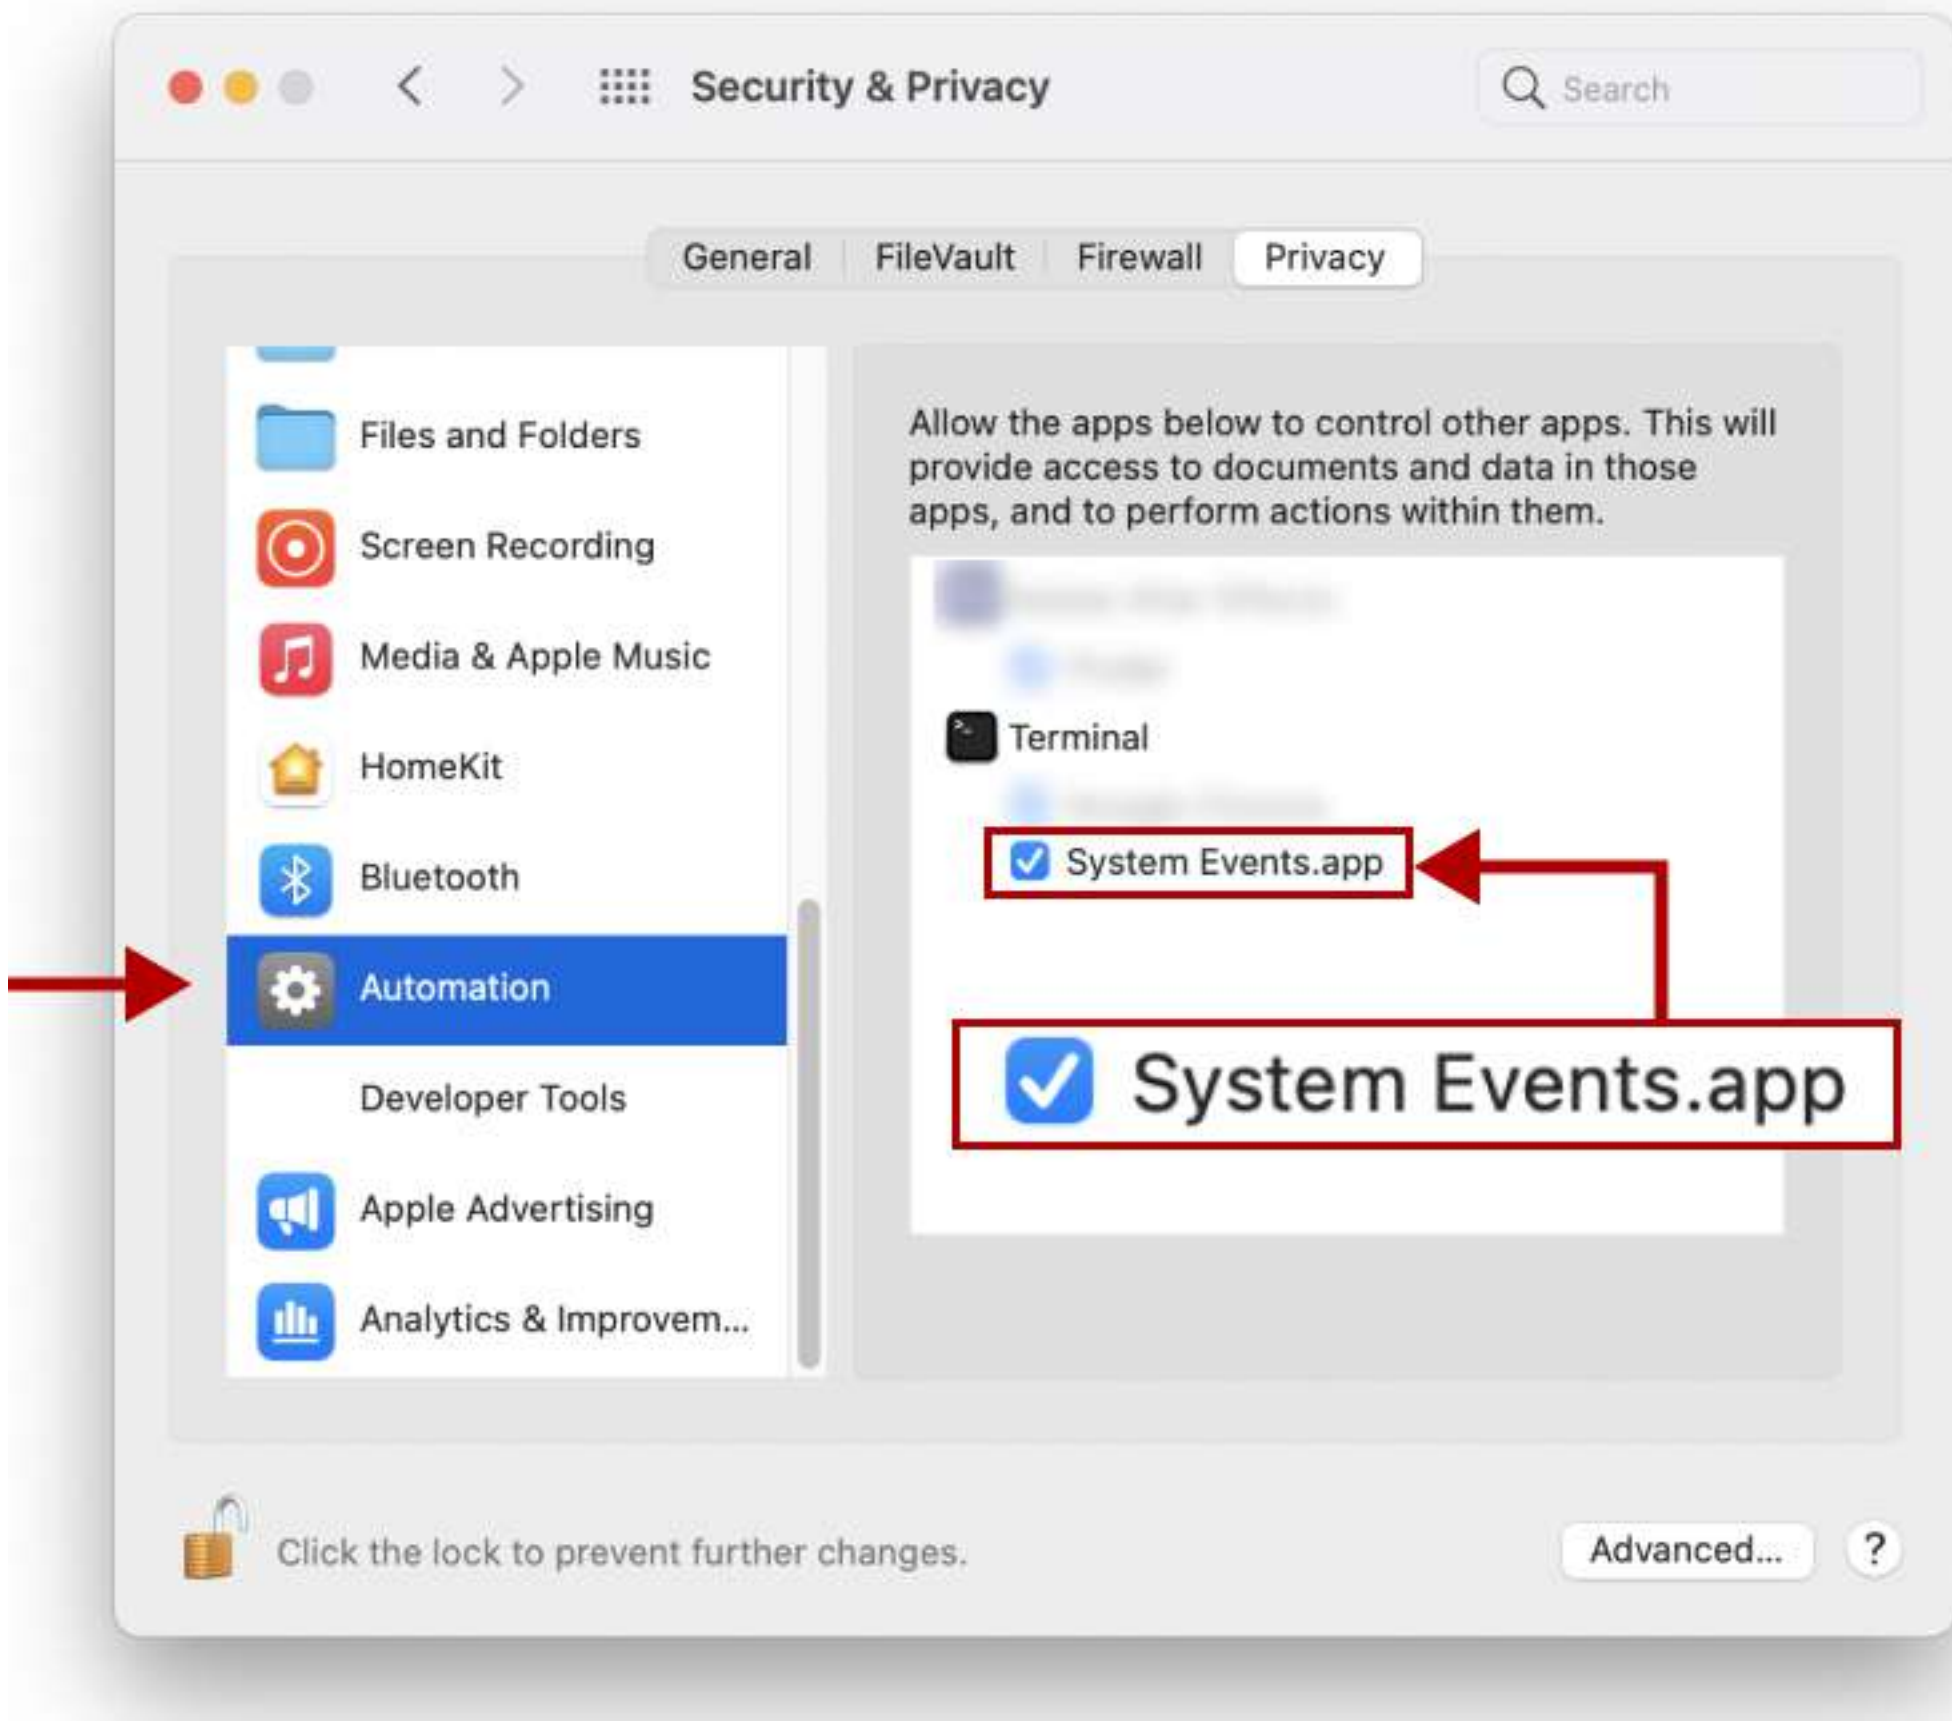 Security & Privacy
Search
General
FileVault
Firewall
Privacy
Files and Folders
Screen Recording
Media & Apple Music
HomeKit
Bluetooth
Automation
Developer Tools
Apple Advertising
Analytics & Improvem...
Allow the apps below to control other apps. This will
provide access to documents and data in those
apps, and to perform actions within them.
Terminal
System Events.app
System Events.app
Click the lock to prevent further changes.
Advanced...
?